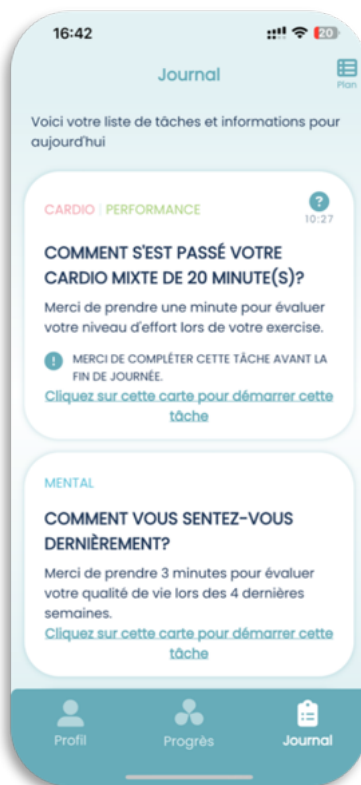 16:42
20
Journal
Plan
Voici votre liste de tâches et informations pour
aujourd'hui
CARDIO | PERFORMANCE
?
10:27
COMMENT S'EST PASSÉ VOTRE
CARDIO MIXTE DE 20 MINUTE(S)?
Merci de prendre une minute pour évaluer
votre niveau d'effort lors de votre exercise.
! MERCI DE COMPLÉTER CETTE TÂCHE AVANT LA
FIN DE JOURNÉE.
Cliquez sur cette carte pour démarrer cette
tâche
MENTAL
COMMENT VOUS SENTEZ-VOUS
DERNIÈREMENT?
Merci de prendre 3 minutes pour évaluer
votre qualité de vie lors des 4 dernières
semaines.
Cliquez sur cette carte pour démarrer cette
tâche
Profil
Progrès
Journal